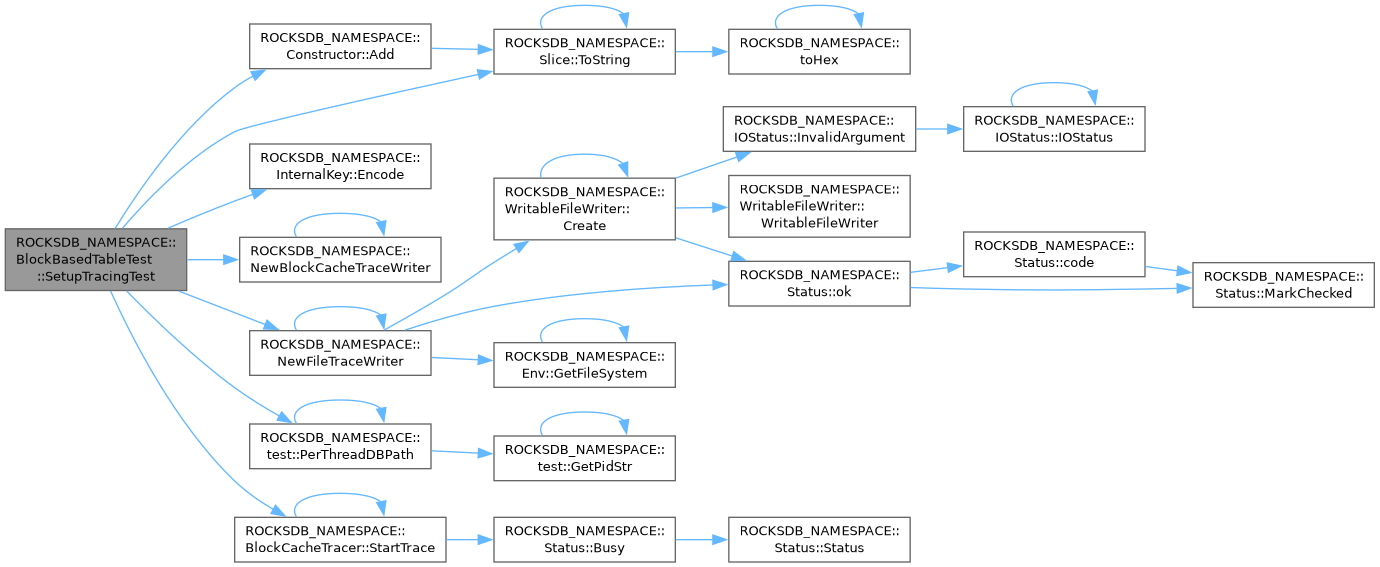 ROCKSDB_NAMESPACE::
BlockBasedTableTest
::SetupTracingTest
ROCKSDB_NAMESPACE::
Constructor::Add
ROCKSDB_NAMESPACE::
Slice::ToString
ROCKSDB_NAMESPACE::
toHex
ROCKSDB_NAMESPACE::
InternalKey::Encode
ROCKSDB_NAMESPACE::
NewBlockCacheTraceWriter
ROCKSDB_NAMESPACE::
NewFileTraceWriter
ROCKSDB_NAMESPACE::
WritableFileWriter::
Create
ROCKSDB_NAMESPACE::
IOStatus::InvalidArgument
ROCKSDB_NAMESPACE::
IOStatus::IOStatus
ROCKSDB_NAMESPACE::
WritableFileWriter::
WritableFileWriter
ROCKSDB_NAMESPACE::
Status::ok
ROCKSDB_NAMESPACE::
Status::code
ROCKSDB_NAMESPACE::
Status::MarkChecked
ROCKSDB_NAMESPACE::
Env::GetFileSystem
ROCKSDB_NAMESPACE::
test::PerThreadDBPath
ROCKSDB_NAMESPACE::
test::GetPidStr
ROCKSDB_NAMESPACE::
BlockCacheTracer::StartTrace
ROCKSDB_NAMESPACE::
Status::Busy
ROCKSDB_NAMESPACE::
Status::Status